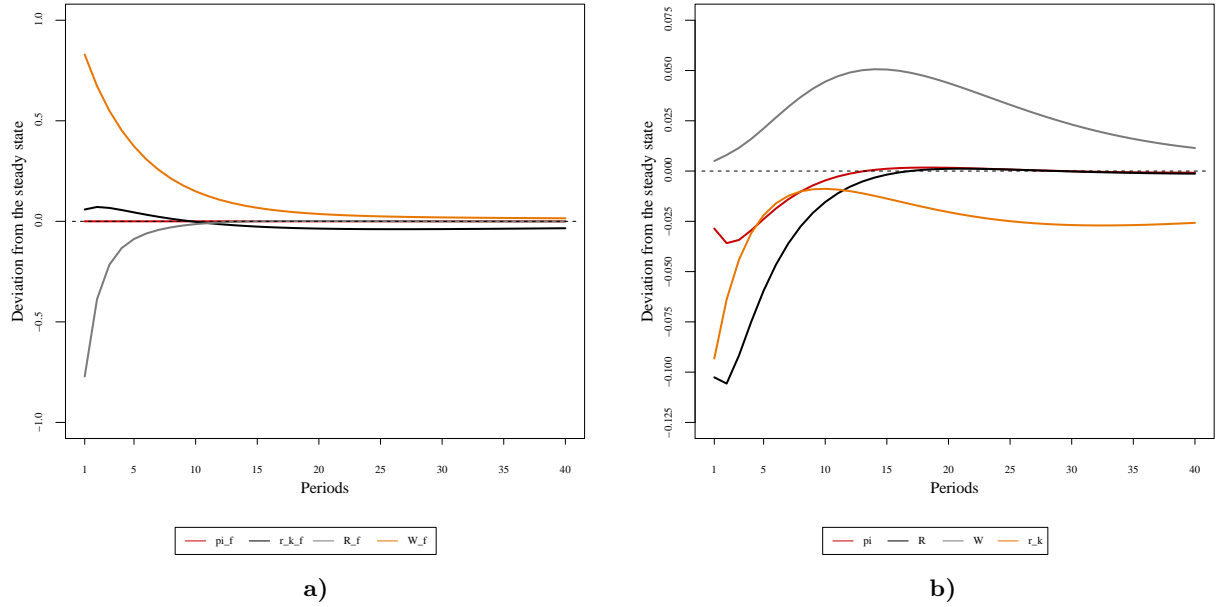 1.0
0.5
0.0
−0.5
−1.0
Deviation from the steady state
1 5 10 15 20 25 30 35 40
Periods
pi_f r_k_f R_f W_f
a)
0.075
0.050
0.025
0.000
−0.025
−0.050
−0.075
−0.100
−0.125
Deviation from the steady state
1 5 10 15 20 25 30 35 40
Periods
pi R W r_k
b)